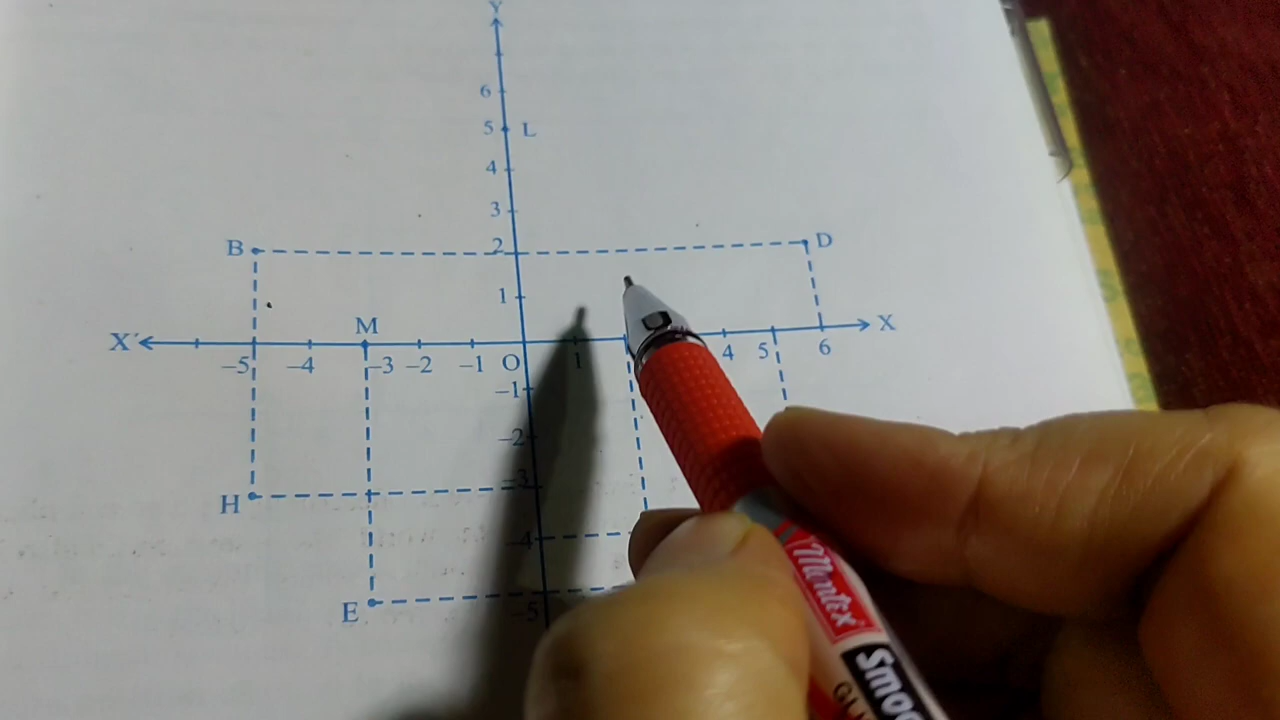 Y
6
5 L
4
3
B 2 D
1
M
X′ X
–5 –4 –3 –2 –1 O 1 4 5 6
–1
–2
–3
H
–4
E
–5
Montex
Smoo